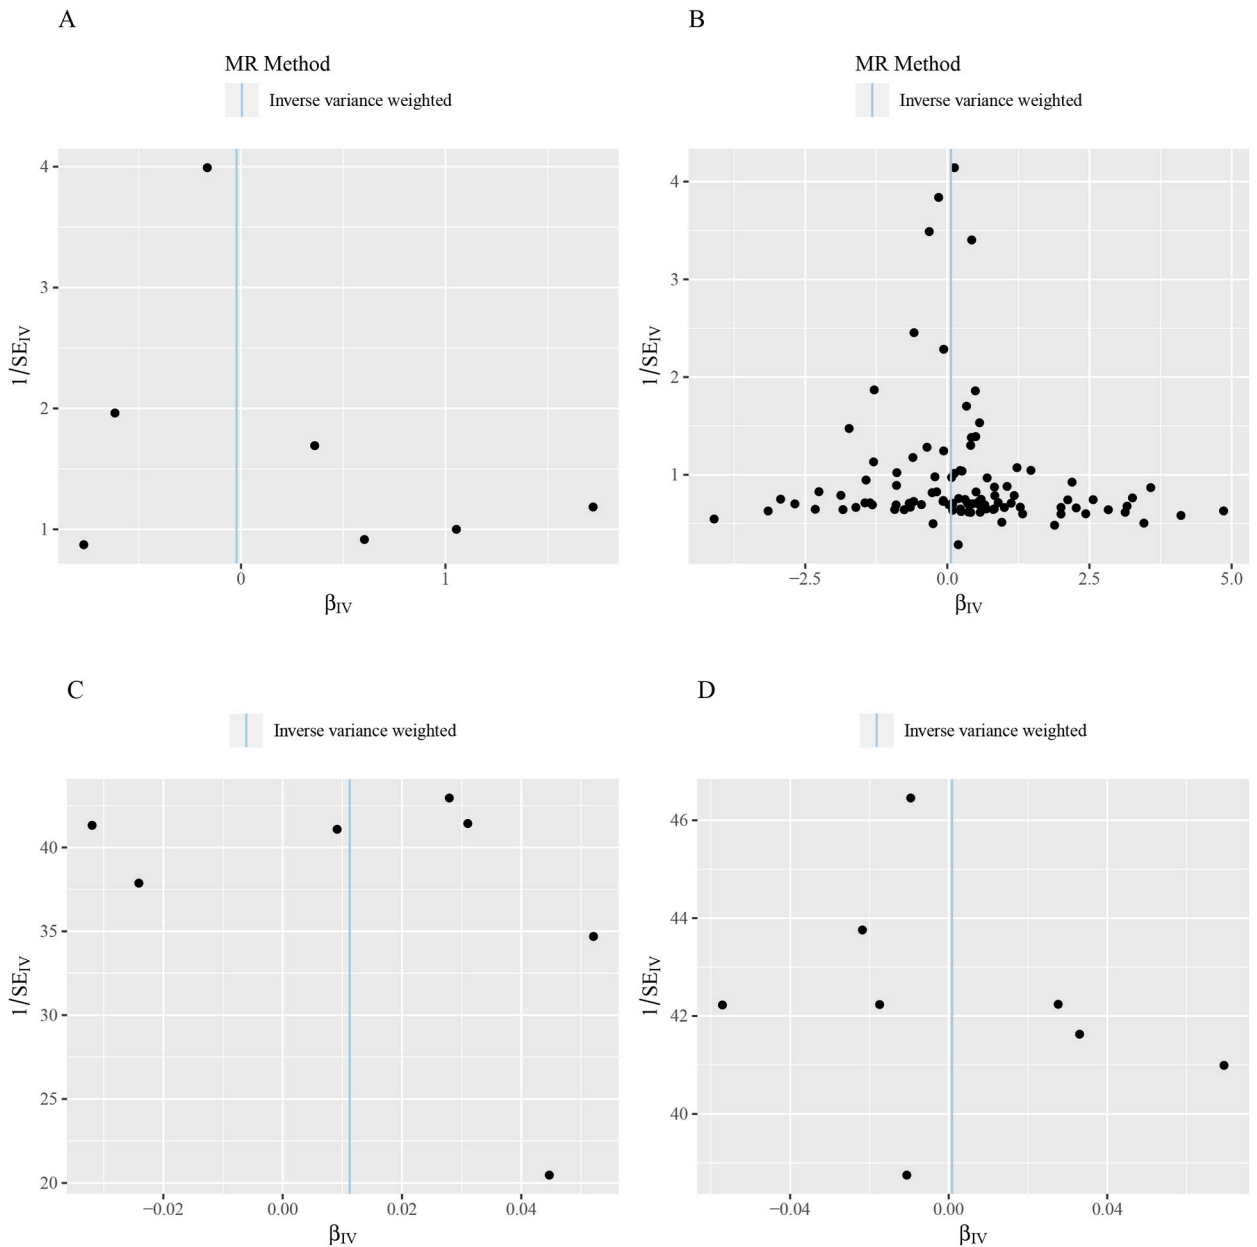 A
MR Method
Inverse variance weighted
4
3
2
1
1/SE_IV
0
1
β_IV
B
MR Method
Inverse variance weighted
4
3
2
1
1/SE_IV
−2.5
0.0
2.5
5.0
β_IV
C
Inverse variance weighted
40
35
30
25
20
1/SE_IV
−0.02
0.00
0.02
0.04
β_IV
D
Inverse variance weighted
46
44
42
40
1/SE_IV
−0.04
0.00
0.04
β_IV